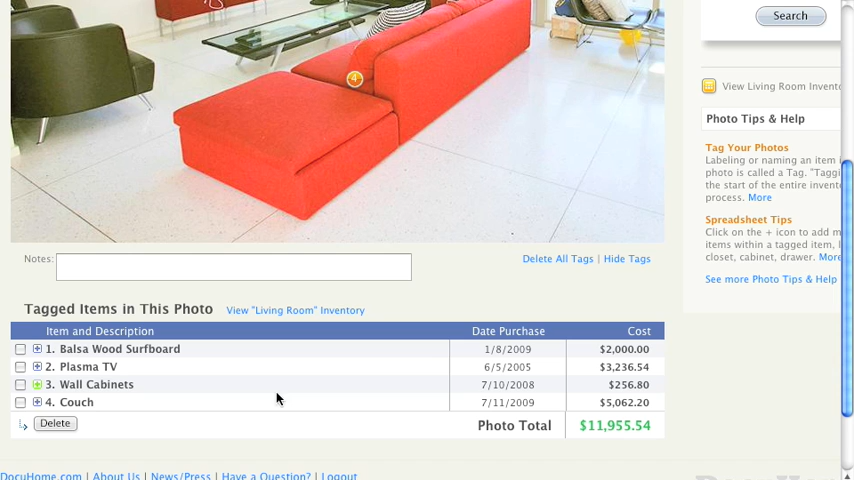 Search
4
View Living Room
Photo Tips & Help
Tag Your Photos
Labeling or naming an item
photo is called a Tag.
the start of the entire
process. More
Spreadsheet Tips
Click on the + icon to add
items within a tagged item,
closet, cabinet, drawer. More
See more Photo Tips & Help
Notes:
Delete All Tags | Hide Tags
Tagged Items in This Photo View "Living Room" Inventory
Item and Description Date Purchase Cost
1. Balsa Wood Surfboard 1/8/2009 $2,000.00
2. Plasma TV 6/5/2005 $3,236.54
3. Wall Cabinets 7/10/2008 $256.80
4. Couch 7/11/2009 $5,062.20
Delete Photo Total $11,955.54
DocuHome.com | About Us | News/Press | Have a Question? | Logout